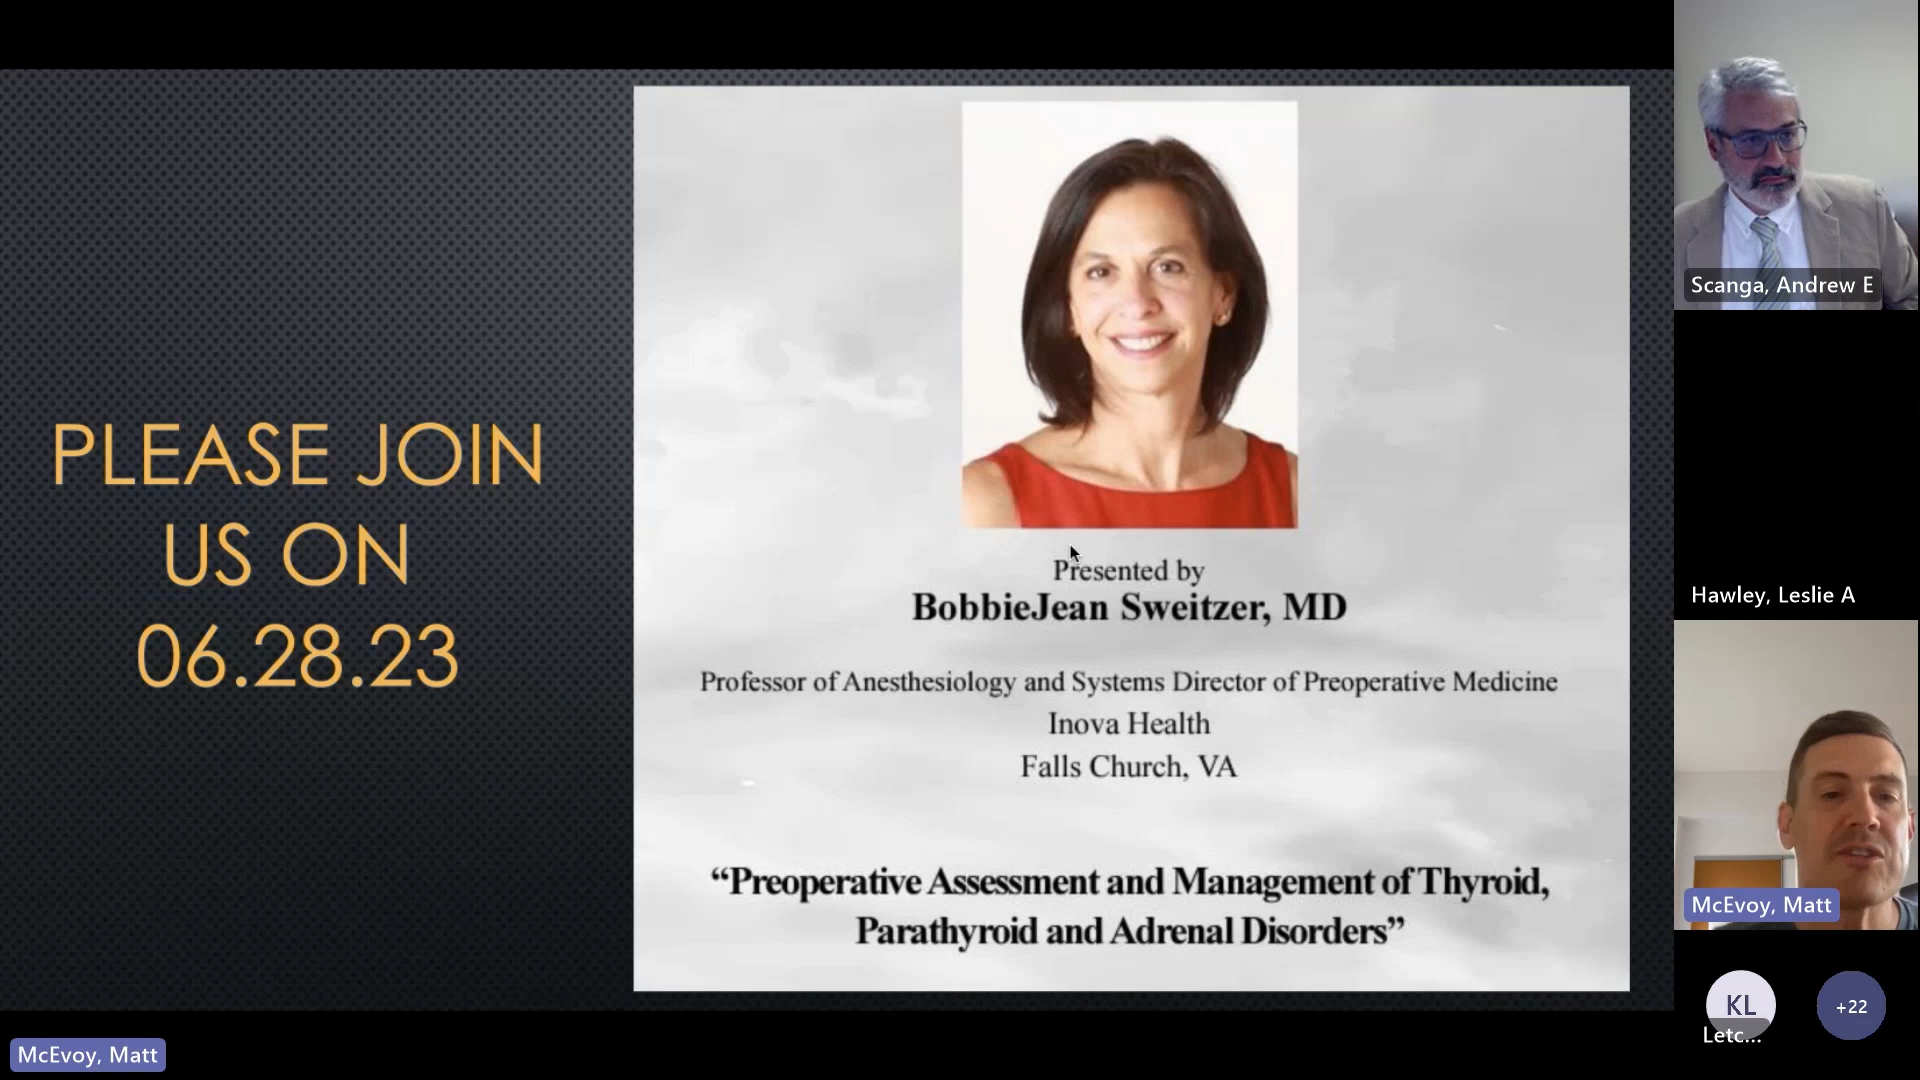 PLEASE JOIN
US ON
06.28.23
Presented by
BobbieJean Sweitzer, MD
Professor of Anesthesiology and Systems Director of Preoperative Medicine
Inova Health
Falls Church, VA
“Preoperative Assessment and Management of Thyroid,
Parathyroid and Adrenal Disorders”
Scanga, Andrew E
Hawley, Leslie A
McEvoy, Matt
KL
Letc...
+22
McEvoy, Matt